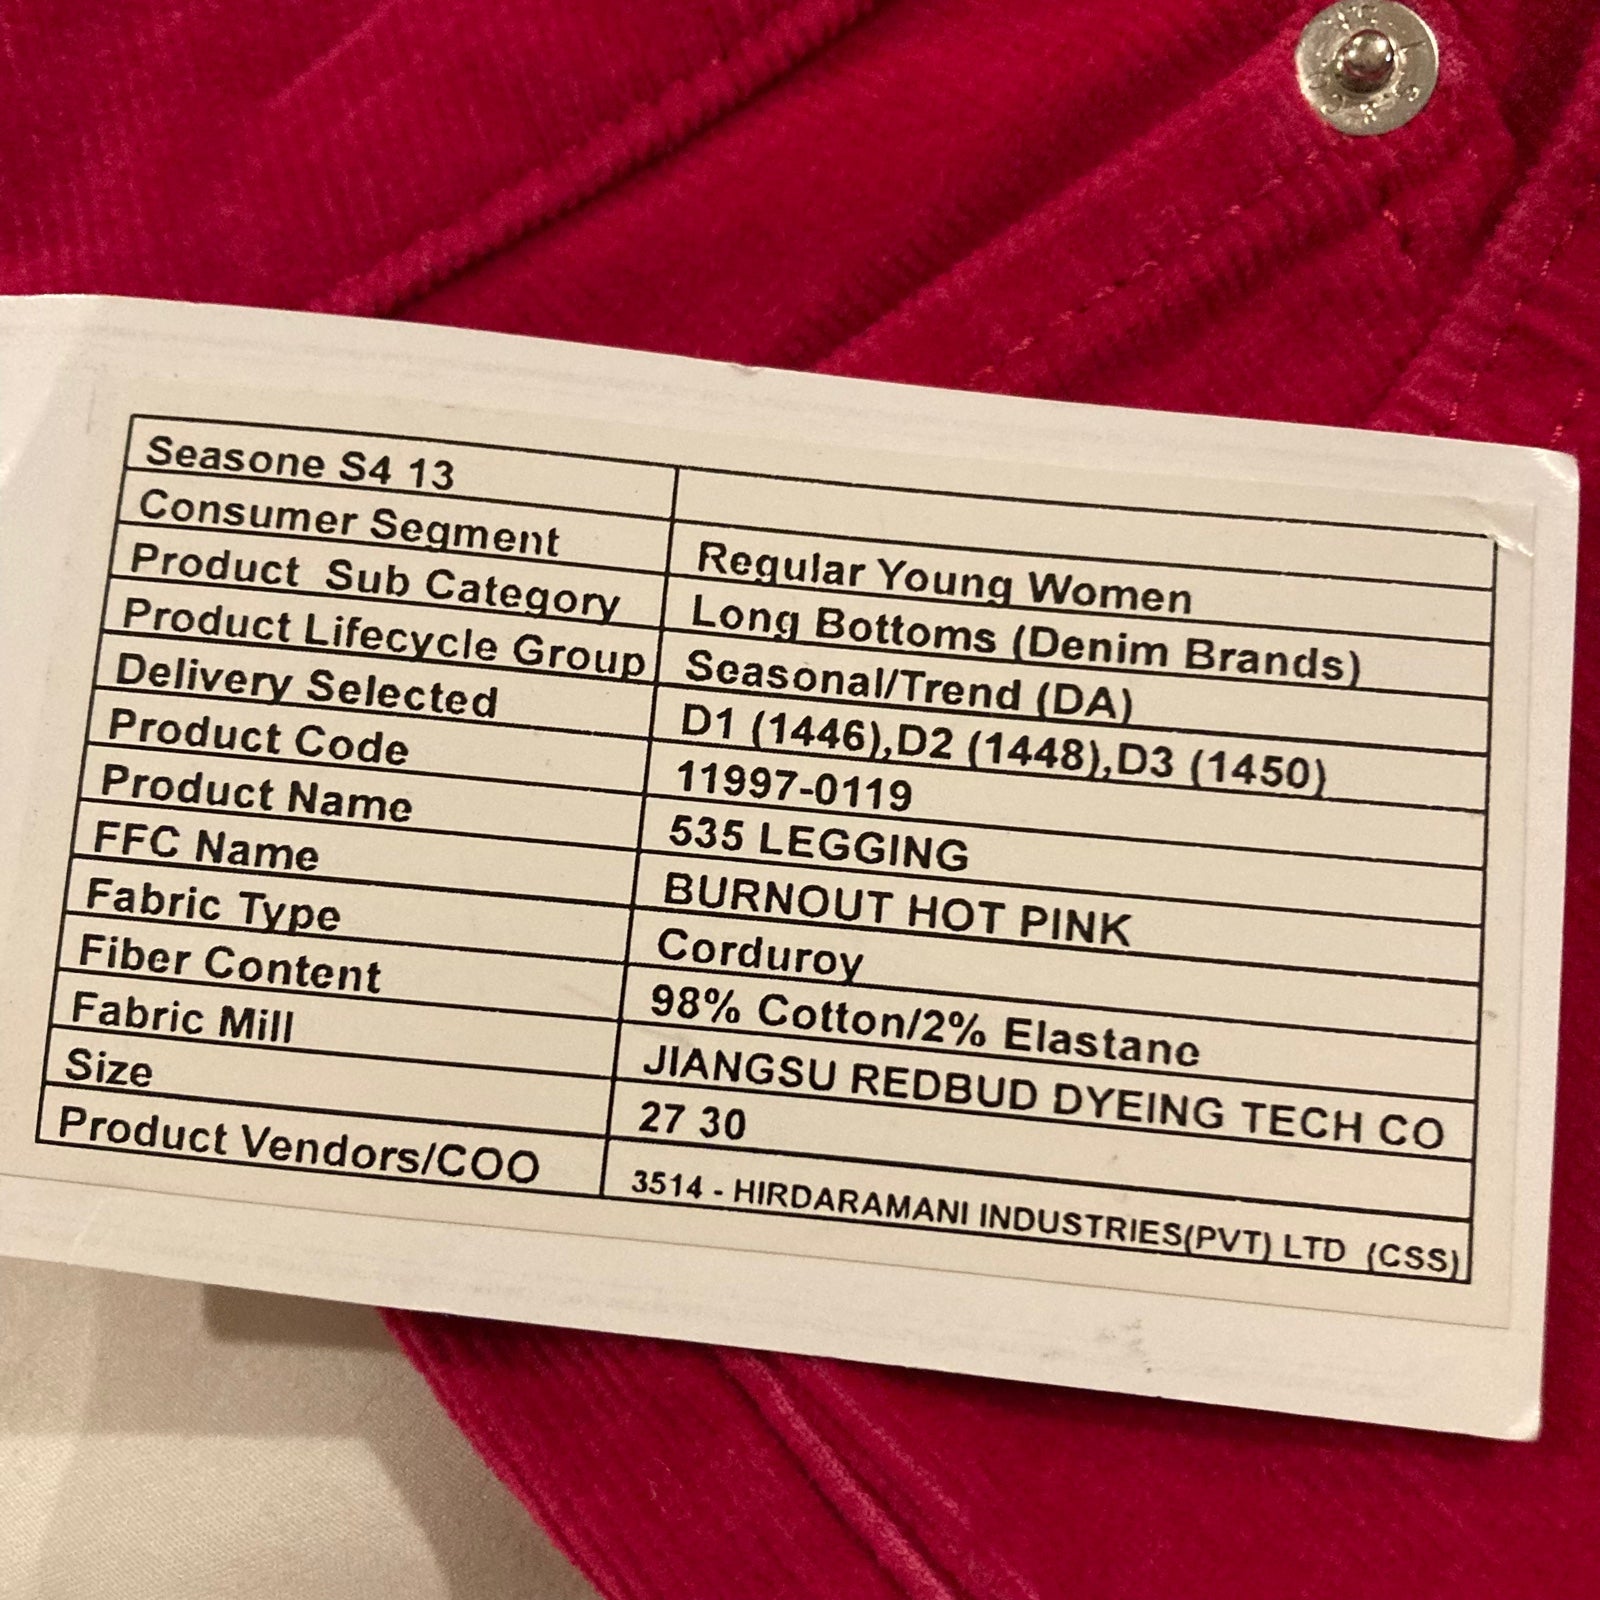 Seasone S4 13
Consumer Segment Regular Young Women
Product Sub Category Long Bottoms (Denim Brands)
Product Lifecycle Group Seasonal/Trend (DA)
Delivery Selected D1 (1446),D2 (1448),D3 (1450)
Product Code 11997-0119
Product Name 535 LEGGING
FFC Name BURNOUT HOT PINK
Fabric Type Corduroy
Fiber Content 98% Cotton/2% Elastane
Fabric Mill JIANGSU REDBUD DYEING TECH CO
Size 27 30
Product Vendors/COO 3514 - HIRDARAMANI INDUSTRIES(PVT) LTD (CSS)